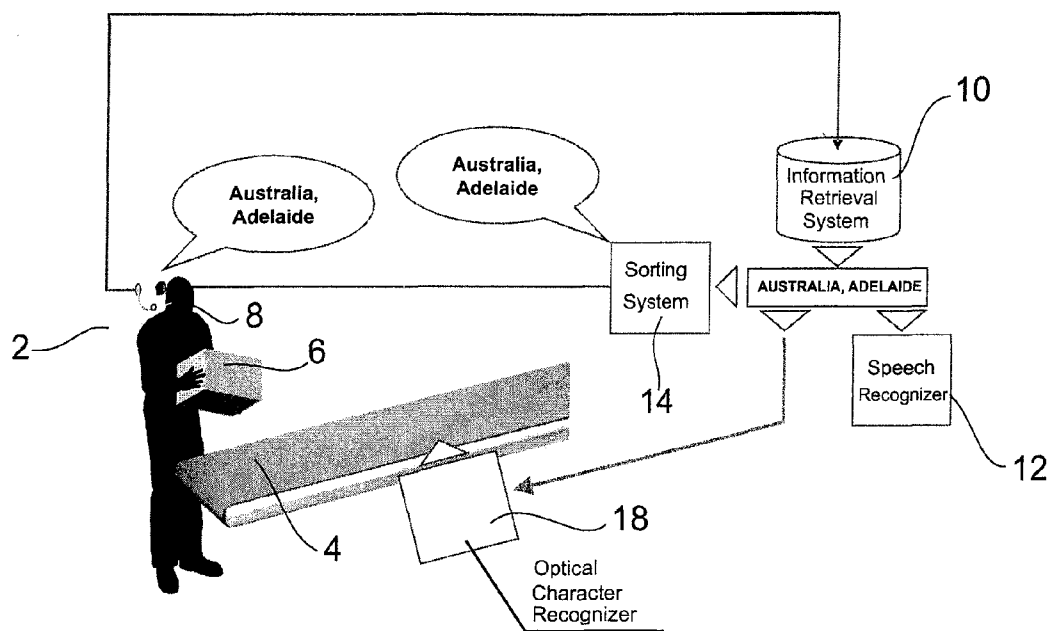 10
Australia,
Adelaide
Australia,
Adelaide
Information
Retrieval
System
Sorting
System
AUSTRALIA, ADELAIDE
8
2
6
14
Speech
Recognizer
12
4
18
Optical
Character
Recognizer